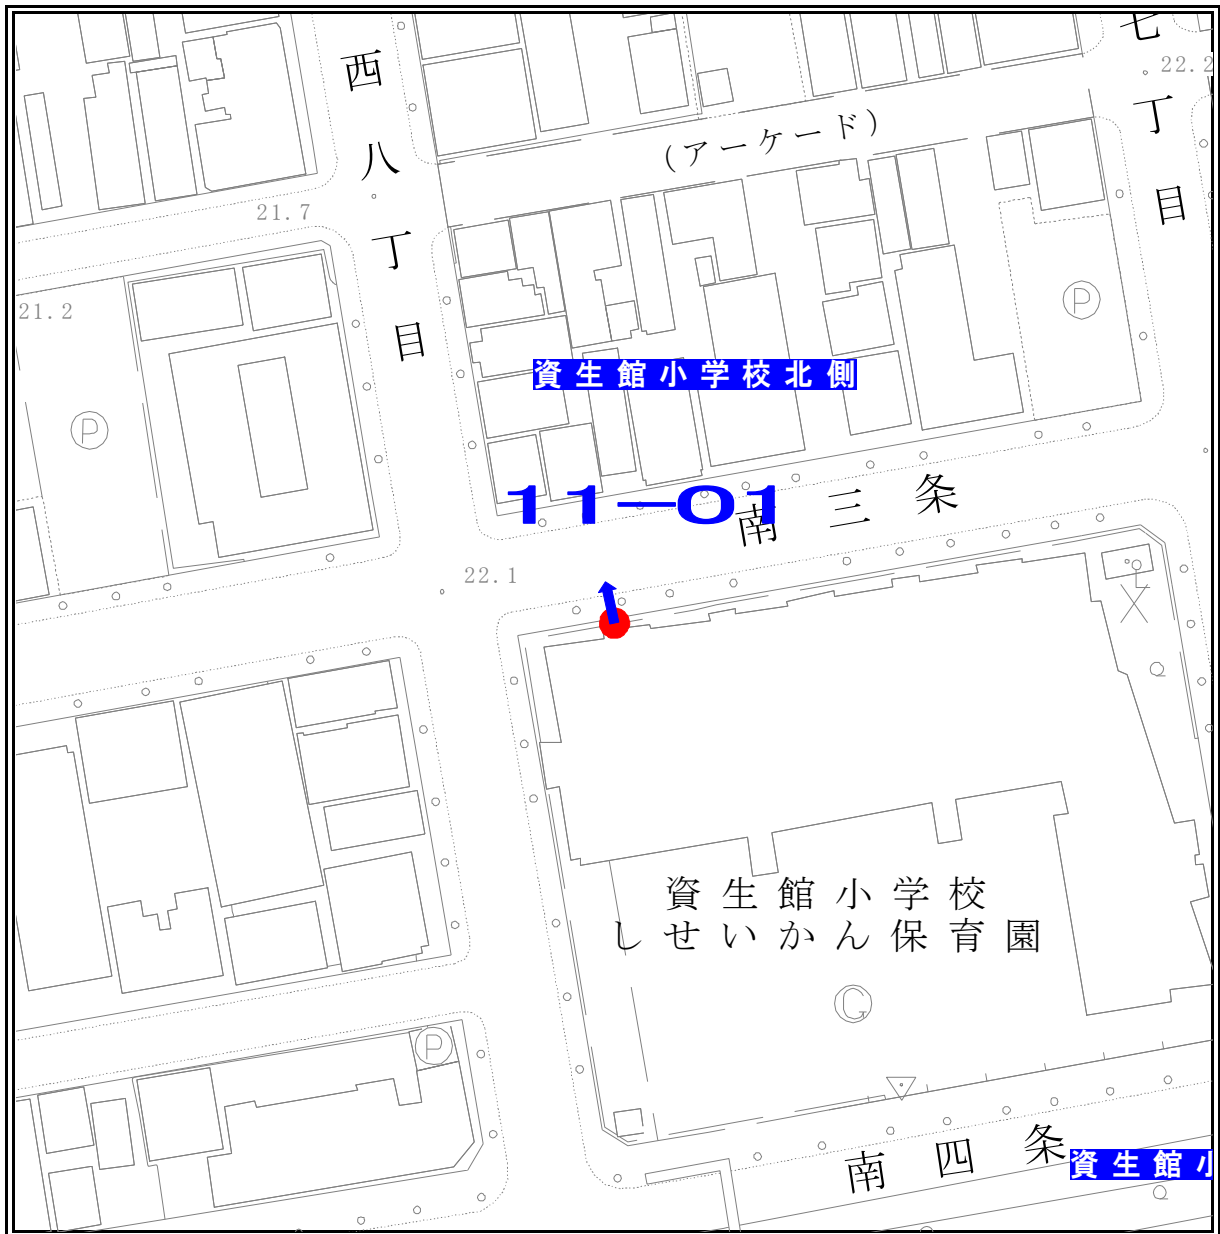 西八丁目
七丁目
22.2
(アーケード)
21.7
21.2
P
P
資生館小学校北側
11-01
南三条
22.1
資生館小学校
しせいかん保育園
G
P
南四条
資生館小